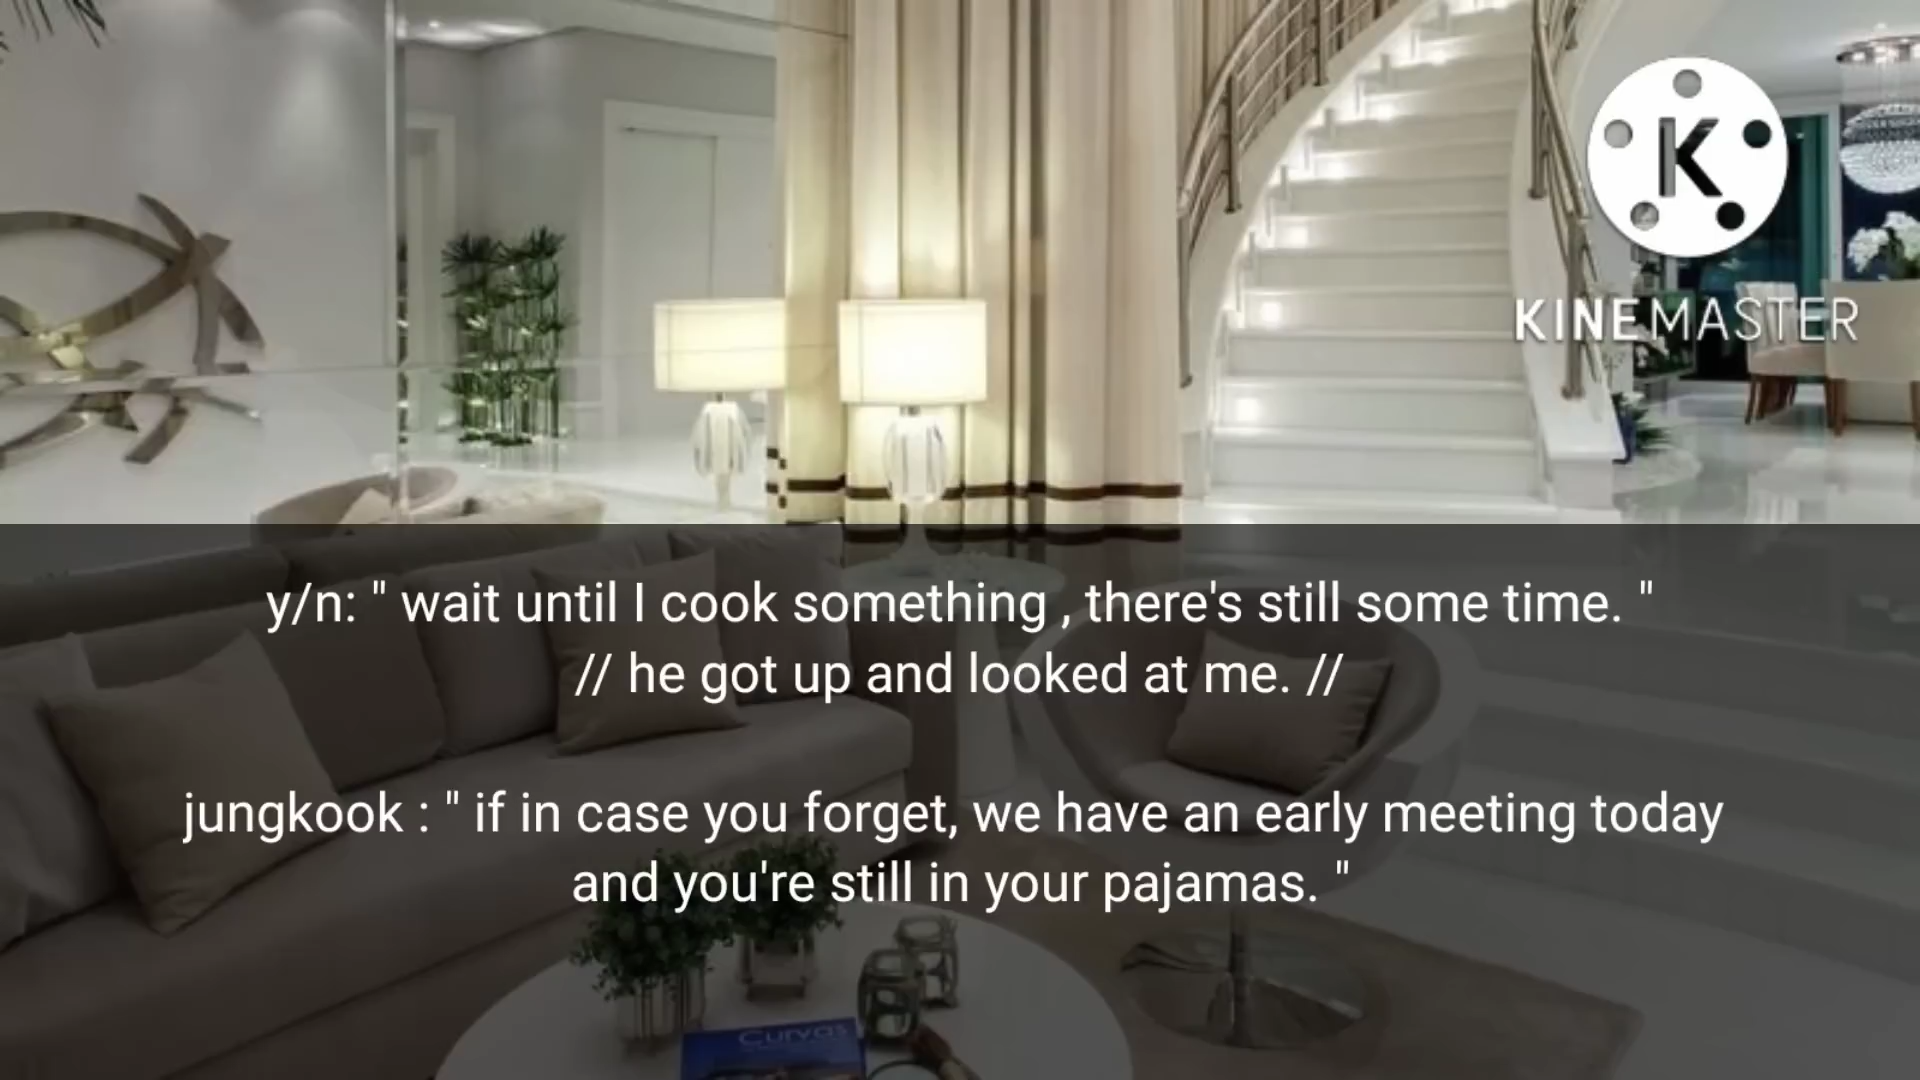 K
KINEMASTER
y/n: " wait until I cook something , there's still some time. "
// he got up and looked at me. //
jungkook : " if in case you forget, we have an early meeting today
and you're still in your pajamas. "
Curvas